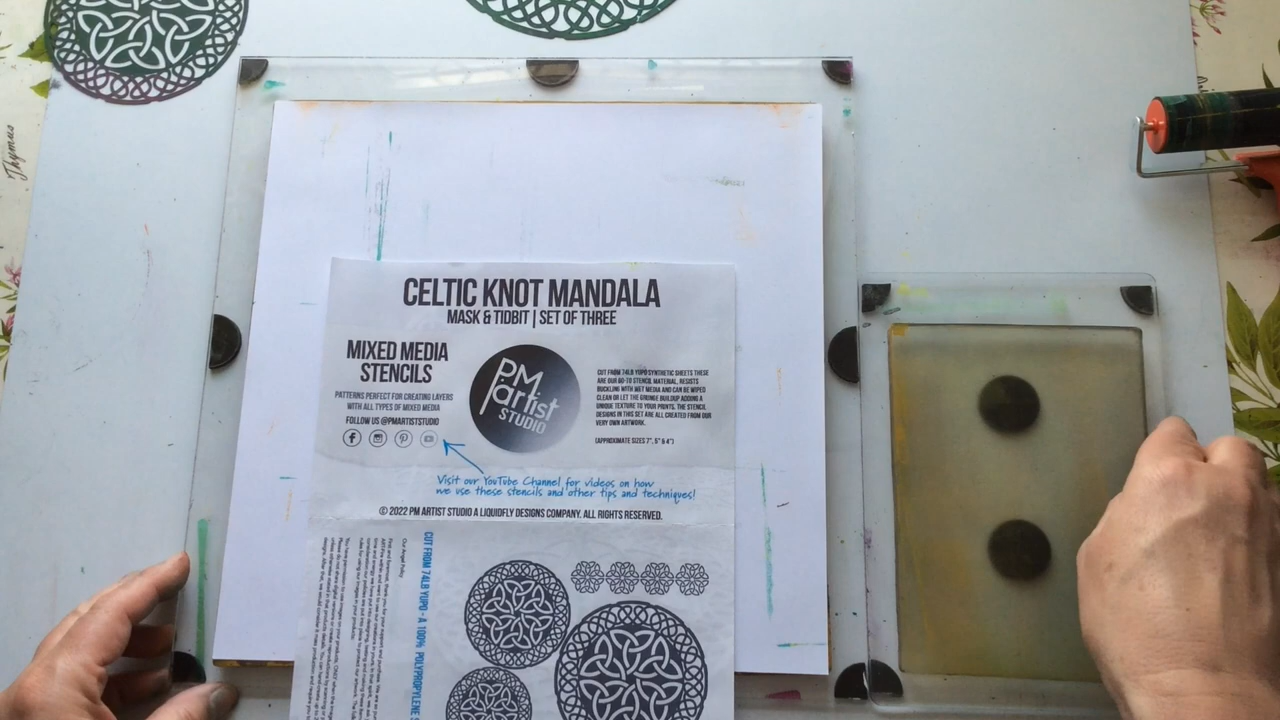 Thymus
CELTIC KNOT MANDALA
MASK & TIDBIT | SET OF THREE
MIXED MEDIA
STENCILS
PATTERNS PERFECT FOR CREATING LAYERS
WITH ALL TYPES OF MIXED MEDIA
FOLLOW US @PMARTISTSTUDIO
PM
artist
STUDIO
CUT FROM 74LB YUPO SYNTHETIC SHEETS THESE
ARE OUR GO-TO STENCIL MATERIAL, RESISTS
BUCKLING WITH WET MEDIA AND CAN BE WIPED
CLEAN OR LET THE GRUNGE BUILDUP ADDING A
UNIQUE TEXTURE TO YOUR PRINTS. THE STENCIL
DESIGNS IN THIS SET ARE ALL CREATED FROM OUR
VERY OWN ARTWORK.
(APPROXIMATE SIZES 7", 5" & 4")
Visit our YouTube Channel for videos on how
we use these stencils and other tips and techniques!
© 2022 PM ARTIST STUDIO A LIQUIDFLY DESIGNS COMPANY. ALL RIGHTS RESERVED.
CUT FROM 74LB YUPO - A 100% POLYPROPYLENE S
Our Angel Policy